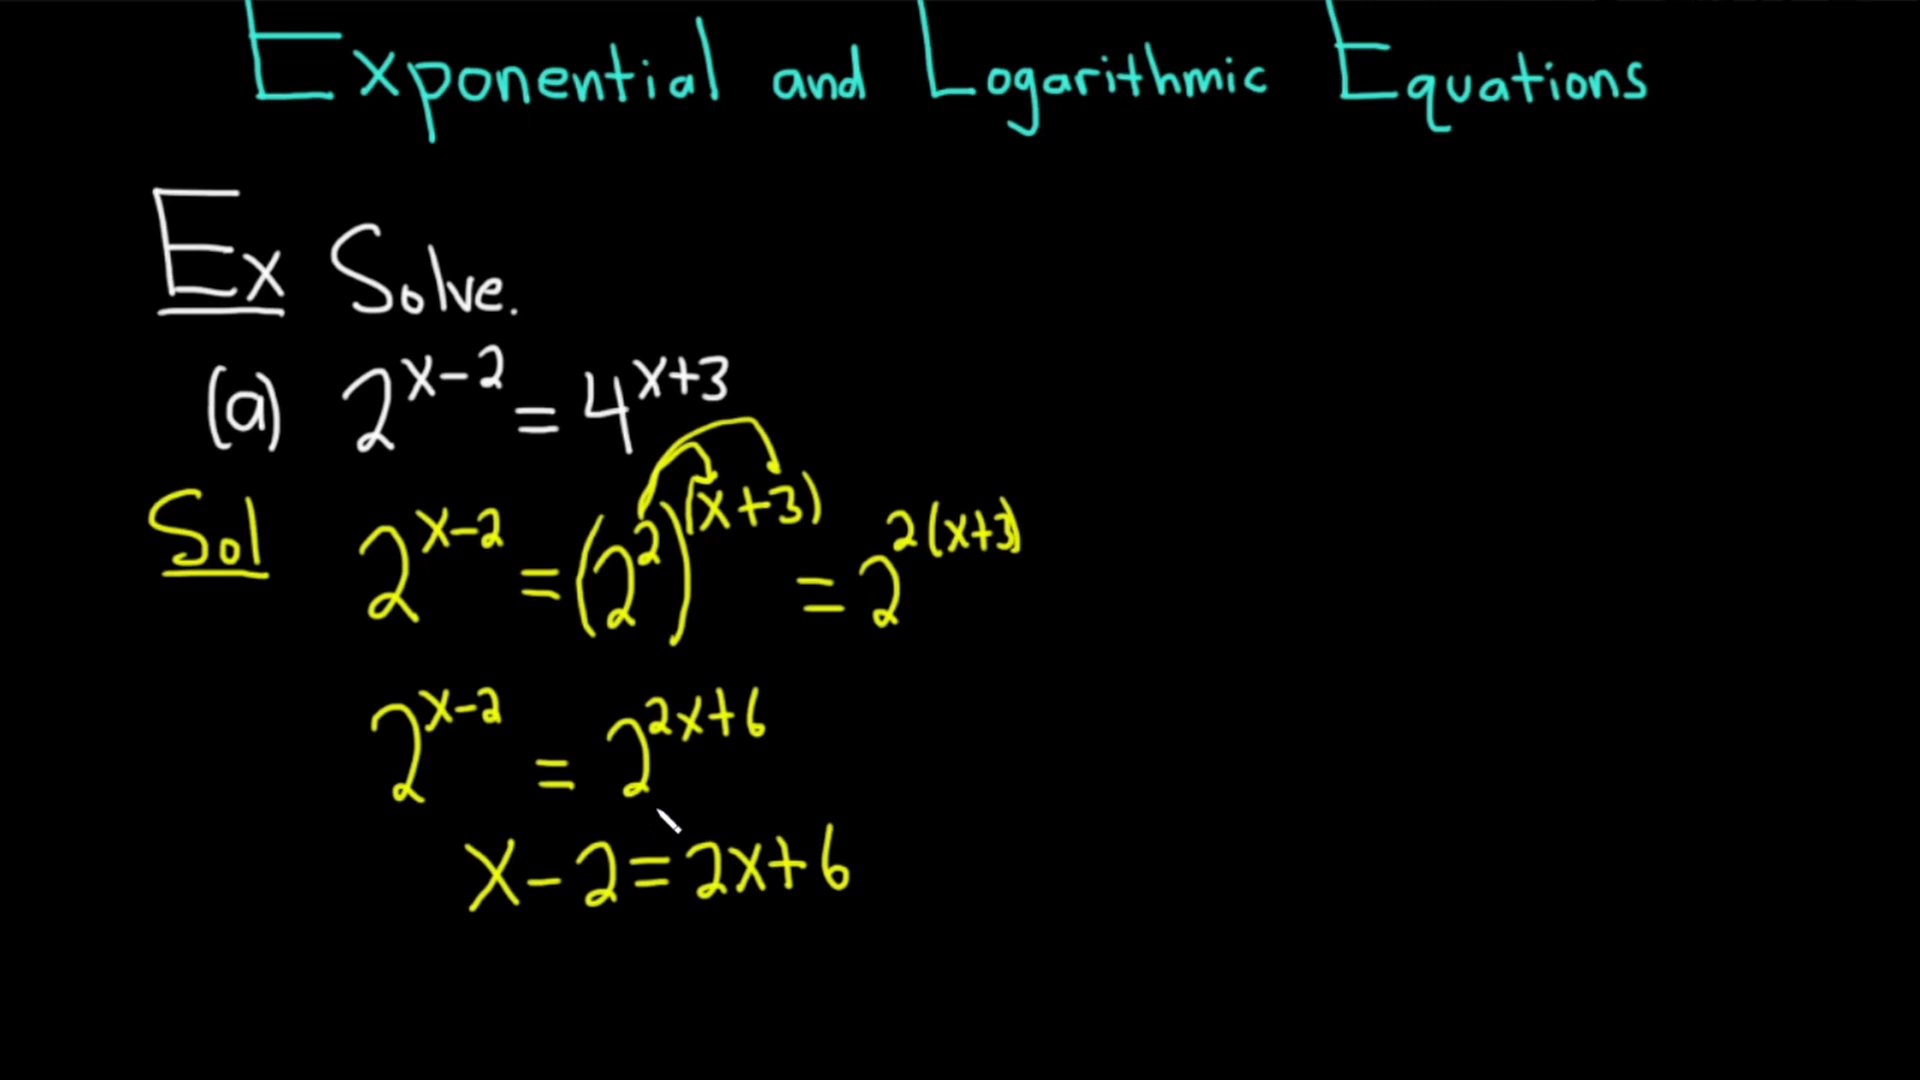 Exponential and Logarithmic Equations
Ex Solve.
(a) 2^{x-2} = 4^{x+3}
Sol 2^{x-2} = (2^2)^{(x+3)} = 2^{2(x+3)}
2^{x-2} = 2^{2x+6}
x-2=2x+6